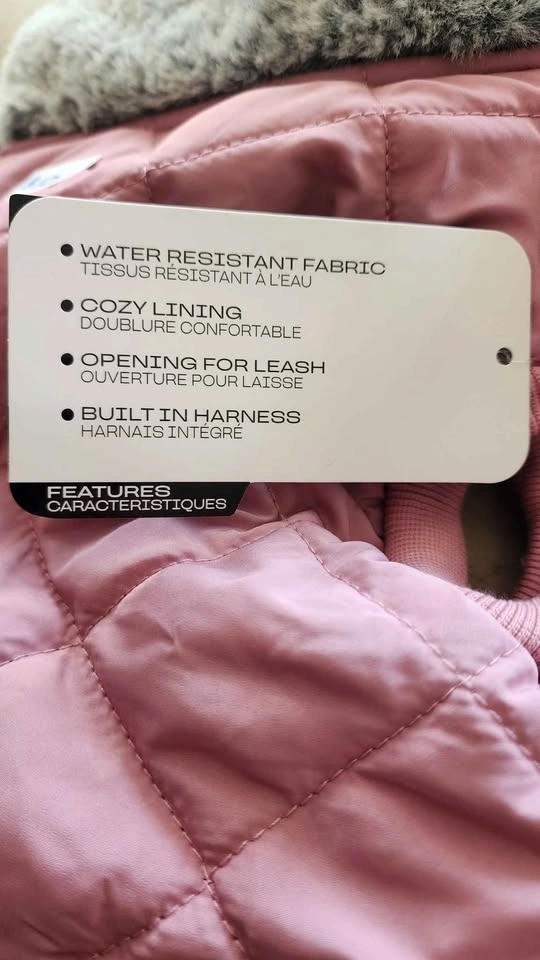 WATER RESISTANT FABRIC
TISSUS RÉSISTANT À L'EAU
COZY LINING
DOUBLURE CONFORTABLE
OPENING FOR LEASH
OUVERTURE POUR LAISSE
BUILT IN HARNESS
HARNAIS INTÉGRÉ
FEATURES
CARACTERISTIQUES